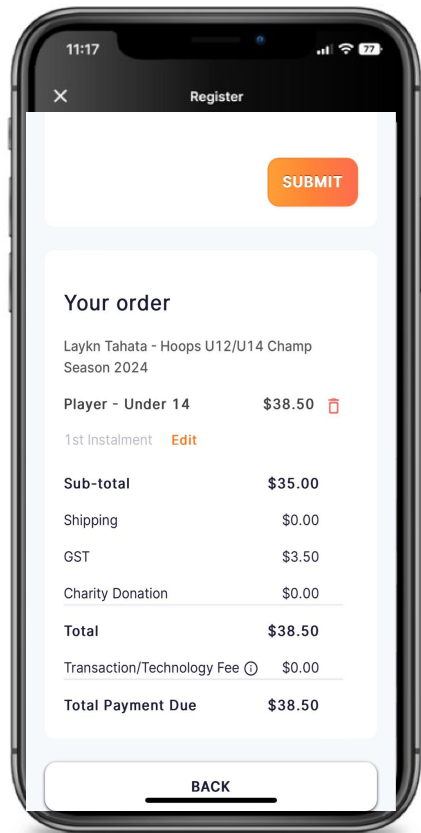 11:17
77
Register
SUBMIT
Your order
Laykn Tahata - Hoops U12/U14 Champ
Season 2024
Player - Under 14 $38.50
1st Instalment Edit
Sub-total $35.00
Shipping $0.00
GST $3.50
Charity Donation $0.00
Total $38.50
Transaction/Technology Fee $0.00
Total Payment Due $38.50
BACK